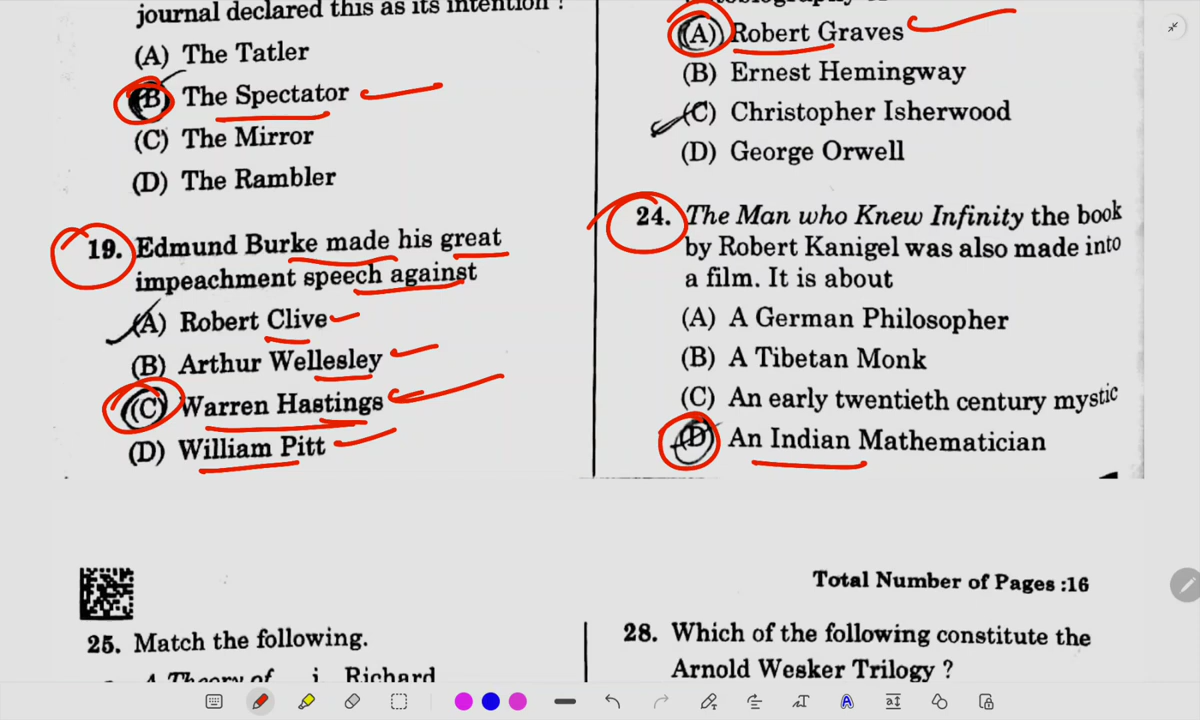 journal declared this as its intention ?
(A) The Tatler
(B) The Spectator
(C) The Mirror
(D) The Rambler
19. Edmund Burke made his great
impeachment speech against
(A) Robert Clive
(B) Arthur Wellesley
(C) Warren Hastings
(D) William Pitt
(A) Robert Graves
(B) Ernest Hemingway
(C) Christopher Isherwood
(D) George Orwell
24. The Man who Knew Infinity the book
by Robert Kanigel was also made into
a film. It is about
(A) A German Philosopher
(B) A Tibetan Monk
(C) An early twentieth century mystic
(D) An Indian Mathematician
Total Number of Pages :16
25. Match the following.
i. Richard
28. Which of the following constitute the
Arnold Wesker Trilogy ?